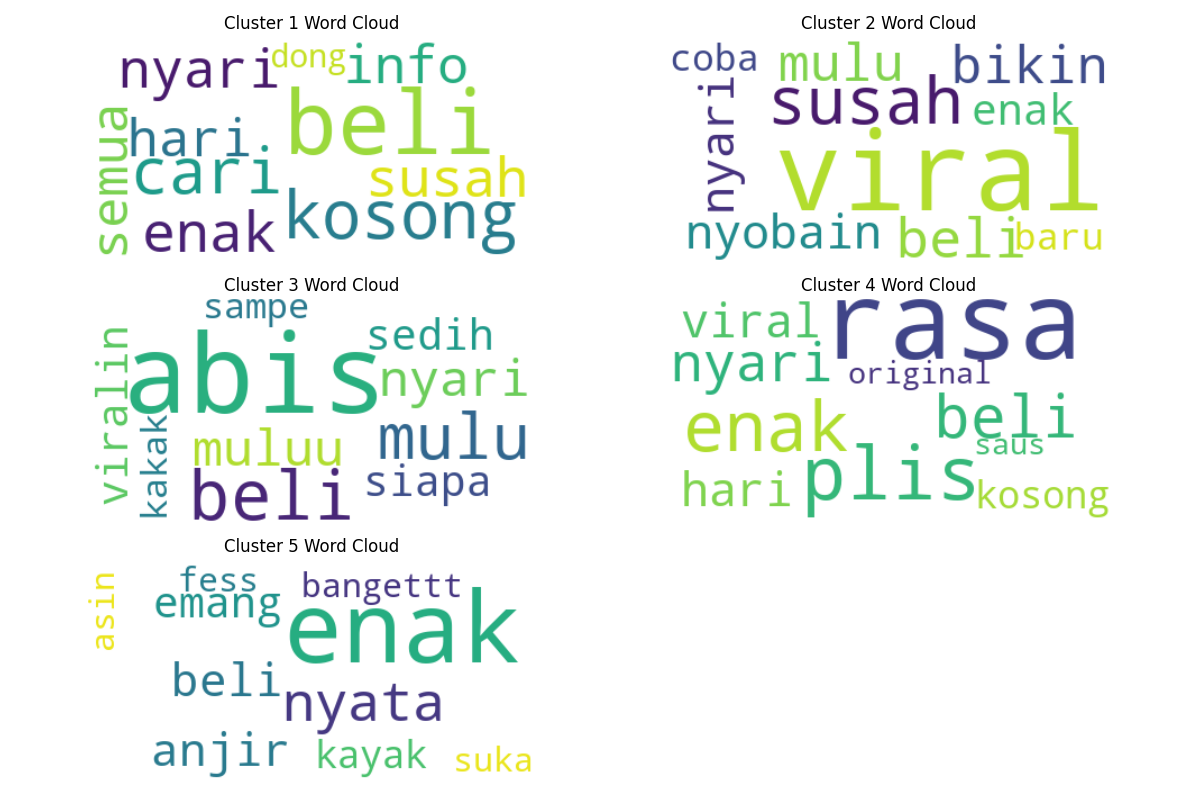 Cluster 1 Word Cloud
nyari dong info
beli
semua hari
cari susah
enak kosong
Cluster 2 Word Cloud
coba mulu bikin
nyari susah enak
viral
nyobain beli baru
Cluster 3 Word Cloud
sampe
viralin abis sedih
nyari
kakak muluu mulu
beli siapa
Cluster 4 Word Cloud
viral rasa
nyari original
enak beli
saus
hari plis kosong
Cluster 5 Word Cloud
asin fess bangettt
emang enak
beli nyata
anjir kayak suka